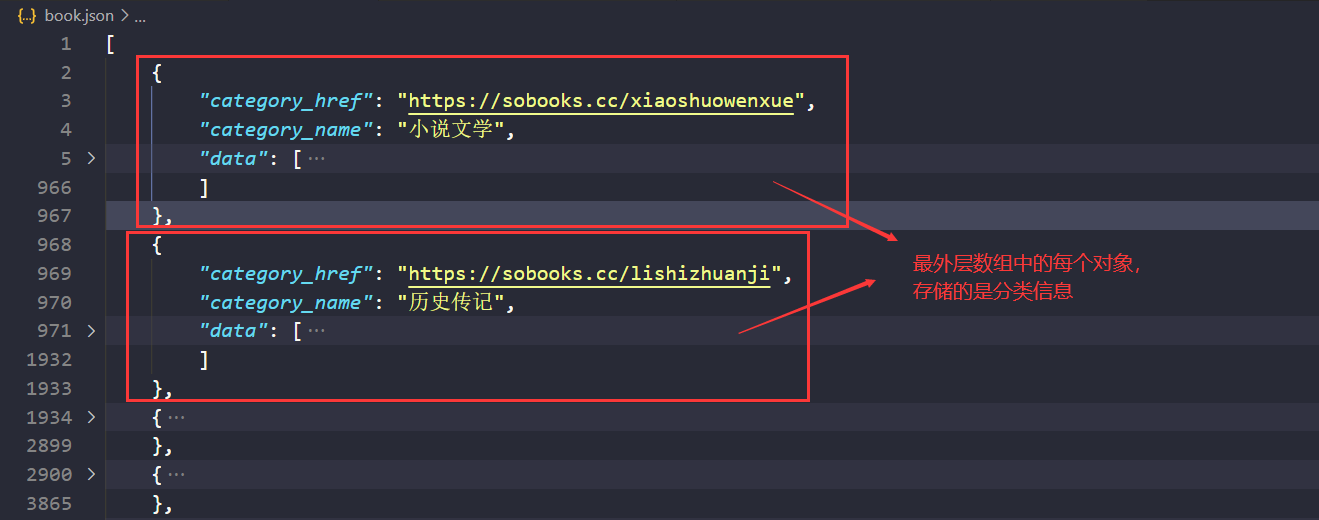 {..} book.json > ...
1 [
2 {
3 "category_href": "https://sobooks.cc/xiaoshuowenxue",
4 "category_name": "小说文学",
5 > "data": [ ···
966 ]
967 },
968 {
969 "category_href": "https://sobooks.cc/lishizhuanji",
970 "category_name": "历史传记",
971 > "data": [ ···
1932 ]
1933 },
1934 > { ···
2899 },
2900 > { ···
3865 },
最外层数组中的每个对象，
存储的是分类信息